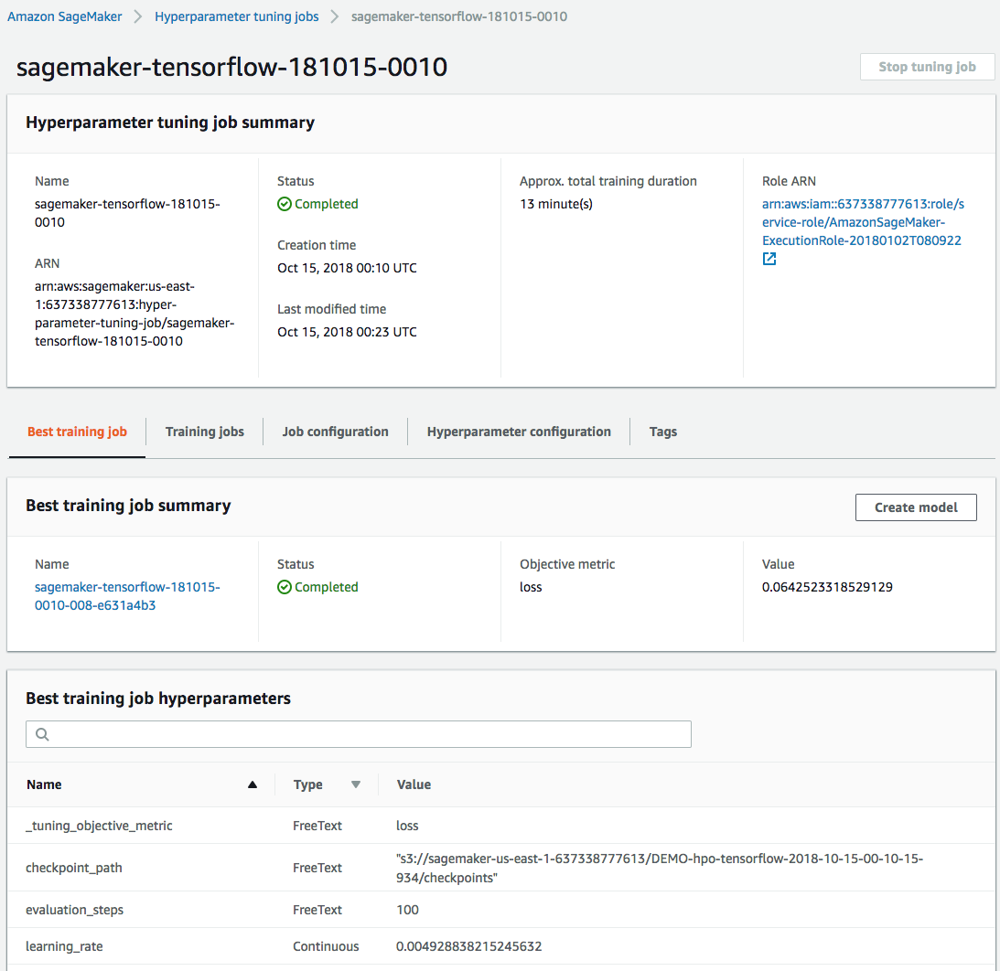 Amazon SageMaker
Hyperparameter tuning jobs
sagemaker-tensorflow-181015-0010
sagemaker-tensorflow-181015-0010
Stop tuning job
Hyperparameter tuning job summary
Name
sagemaker-tensorflow-181015-
0010
ARN
arn:aws:sagemaker:us-east-
1:637338777613:hyper-
parameter-tuning-job/sagemaker-
tensorflow-181015-0010
Status
Completed
Creation time
Oct 15, 2018 00:10 UTC
Last modified time
Oct 15, 2018 00:23 UTC
Approx. total training duration
13 minute(s)
Role ARN
arn:aws:iam::637338777613:role/s
ervice-role/AmazonSageMaker-
ExecutionRole-20180102T080922
Best training job
Training jobs
Job configuration
Hyperparameter configuration
Tags
Best training job summary
Create model
Name
sagemaker-tensorflow-181015-
0010-008-e631a4b3
Status
Completed
Objective metric
loss
Value
0.0642523318529129
Best training job hyperparameters
Name Type Value
_tuning_objective_metric FreeText loss
checkpoint_path FreeText "s3://sagemaker-us-east-1-637338777613/DEMO-hpo-tensorflow-2018-10-15-00-10-15-
934/checkpoints"
evaluation_steps FreeText 100
learning_rate Continuous 0.004928838215245632